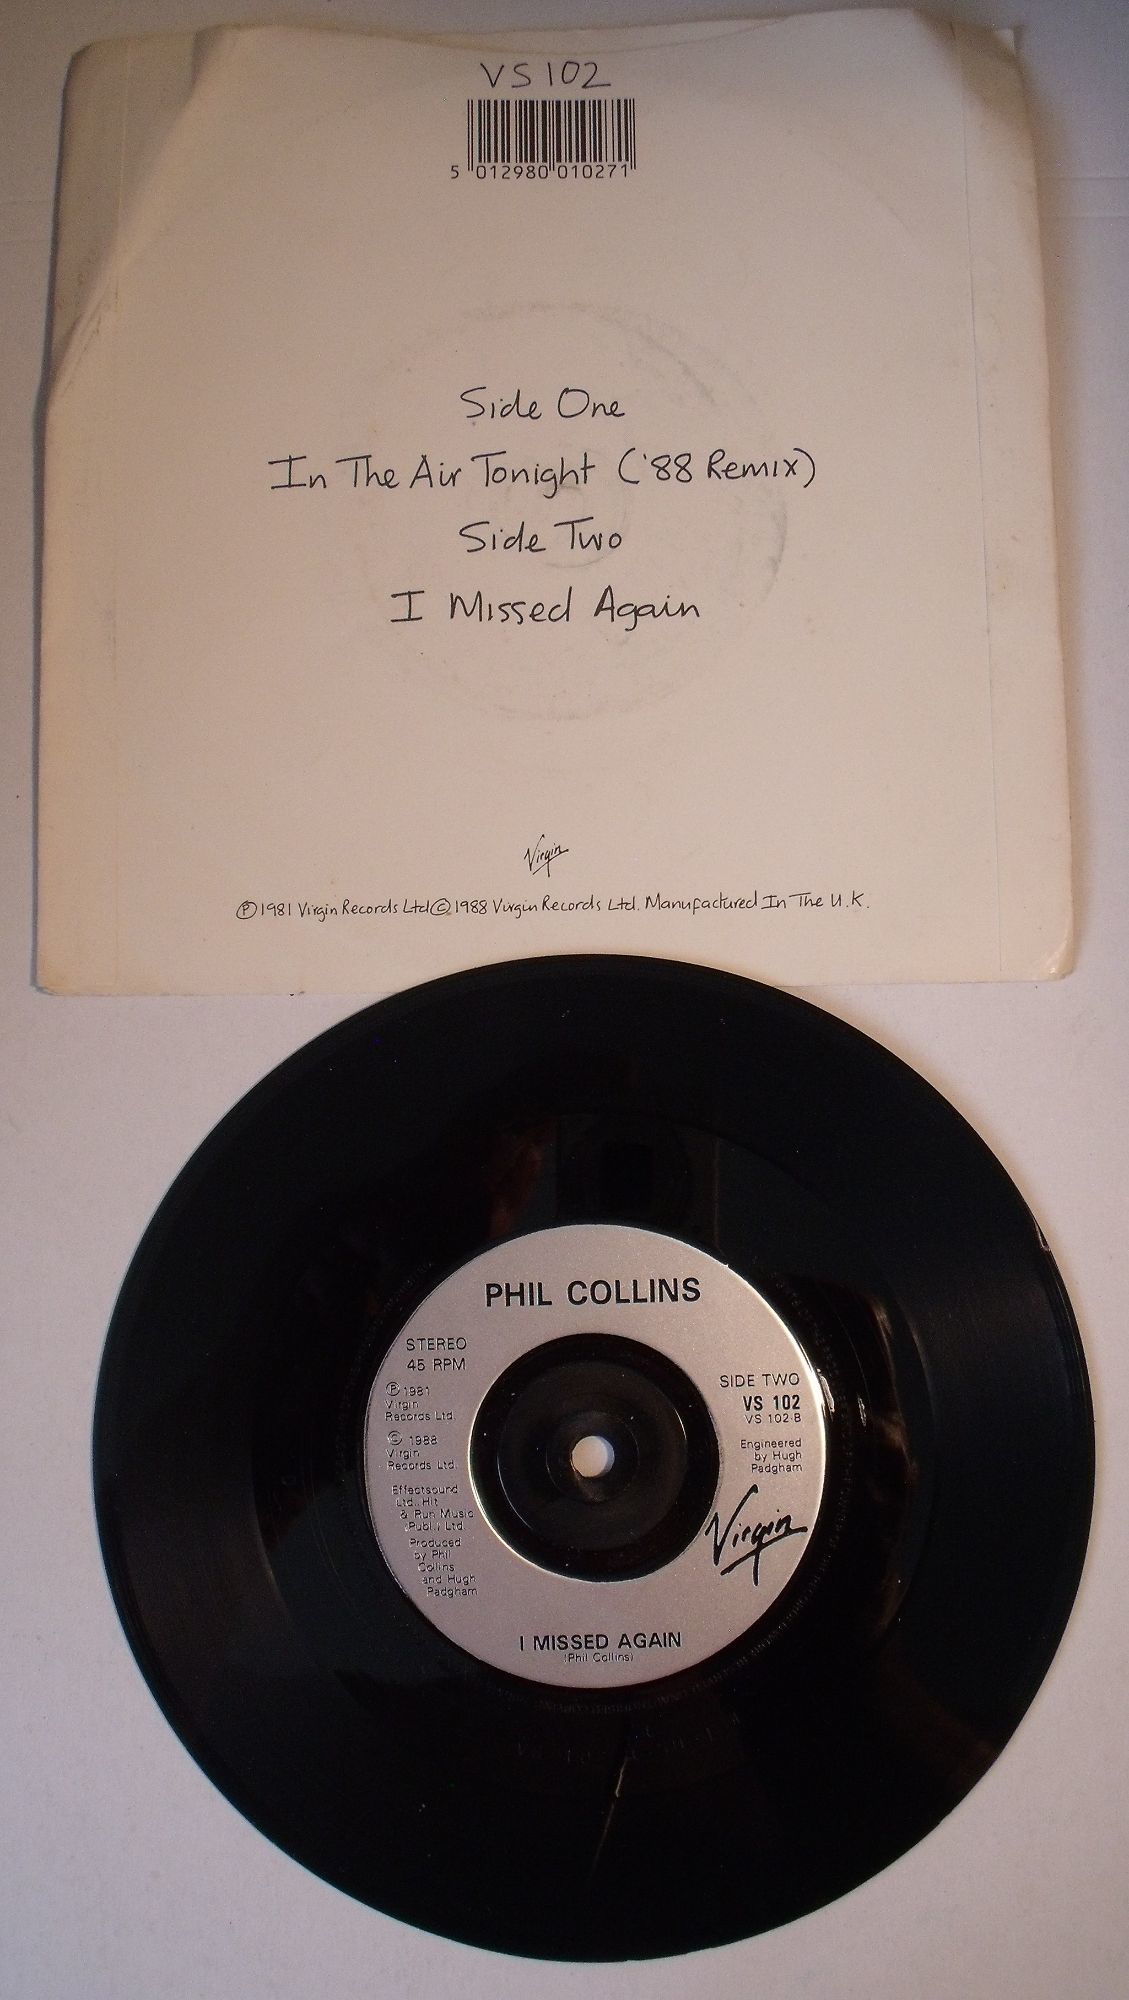 VS 102
5 012980 010271
Side One
In The Air Tonight ('88 Remix)
Side Two
I Missed Again
Virgin
Ⓟ 1981 Virgin Records Ltd © 1988 Virgin Records Ltd. Manufactured In The U.K.
PHIL COLLINS
STEREO
45 RPM
Ⓟ 1981
Virgin
Records Ltd.
© 1988
Virgin
Records Ltd.
Effectsound
Ltd. Hit
& Run Music
(Publ.) Ltd.
Produced
by Phil
Collins
and Hugh
Padgham
SIDE TWO
VS 102
VS 102 B
Engineered
by Hugh
Padgham
Virgin
I MISSED AGAIN
(Phil Collins)